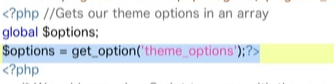 <?php //Gets our theme options in an array
global $options;
$options = get_option('theme_options');?>
<?php